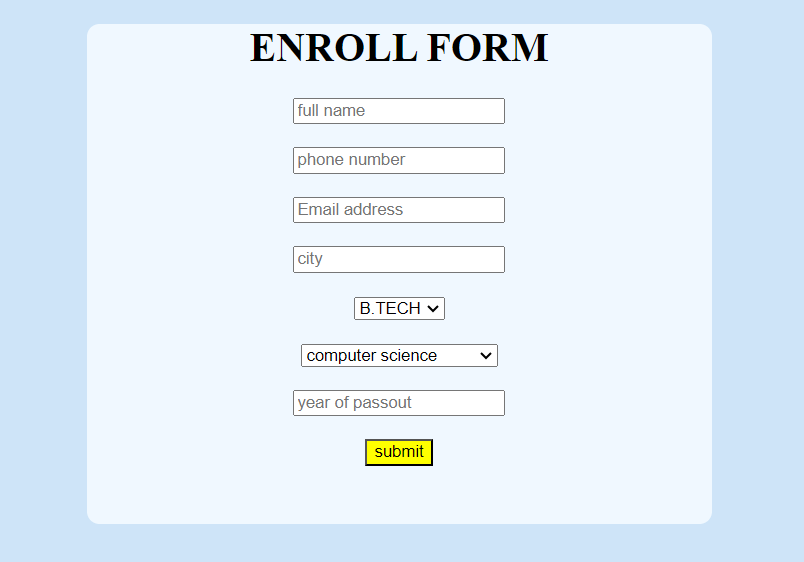 ENROLL FORM
full name
phone number
Email address
city
B.TECH
computer science
year of passout
submit